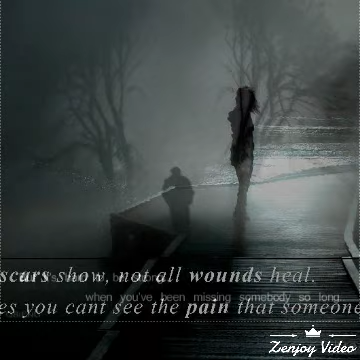 scars show, not all wounds heal.
when you've been missing somebody so long
es you cant see the pain that someone
Zenjoy Video